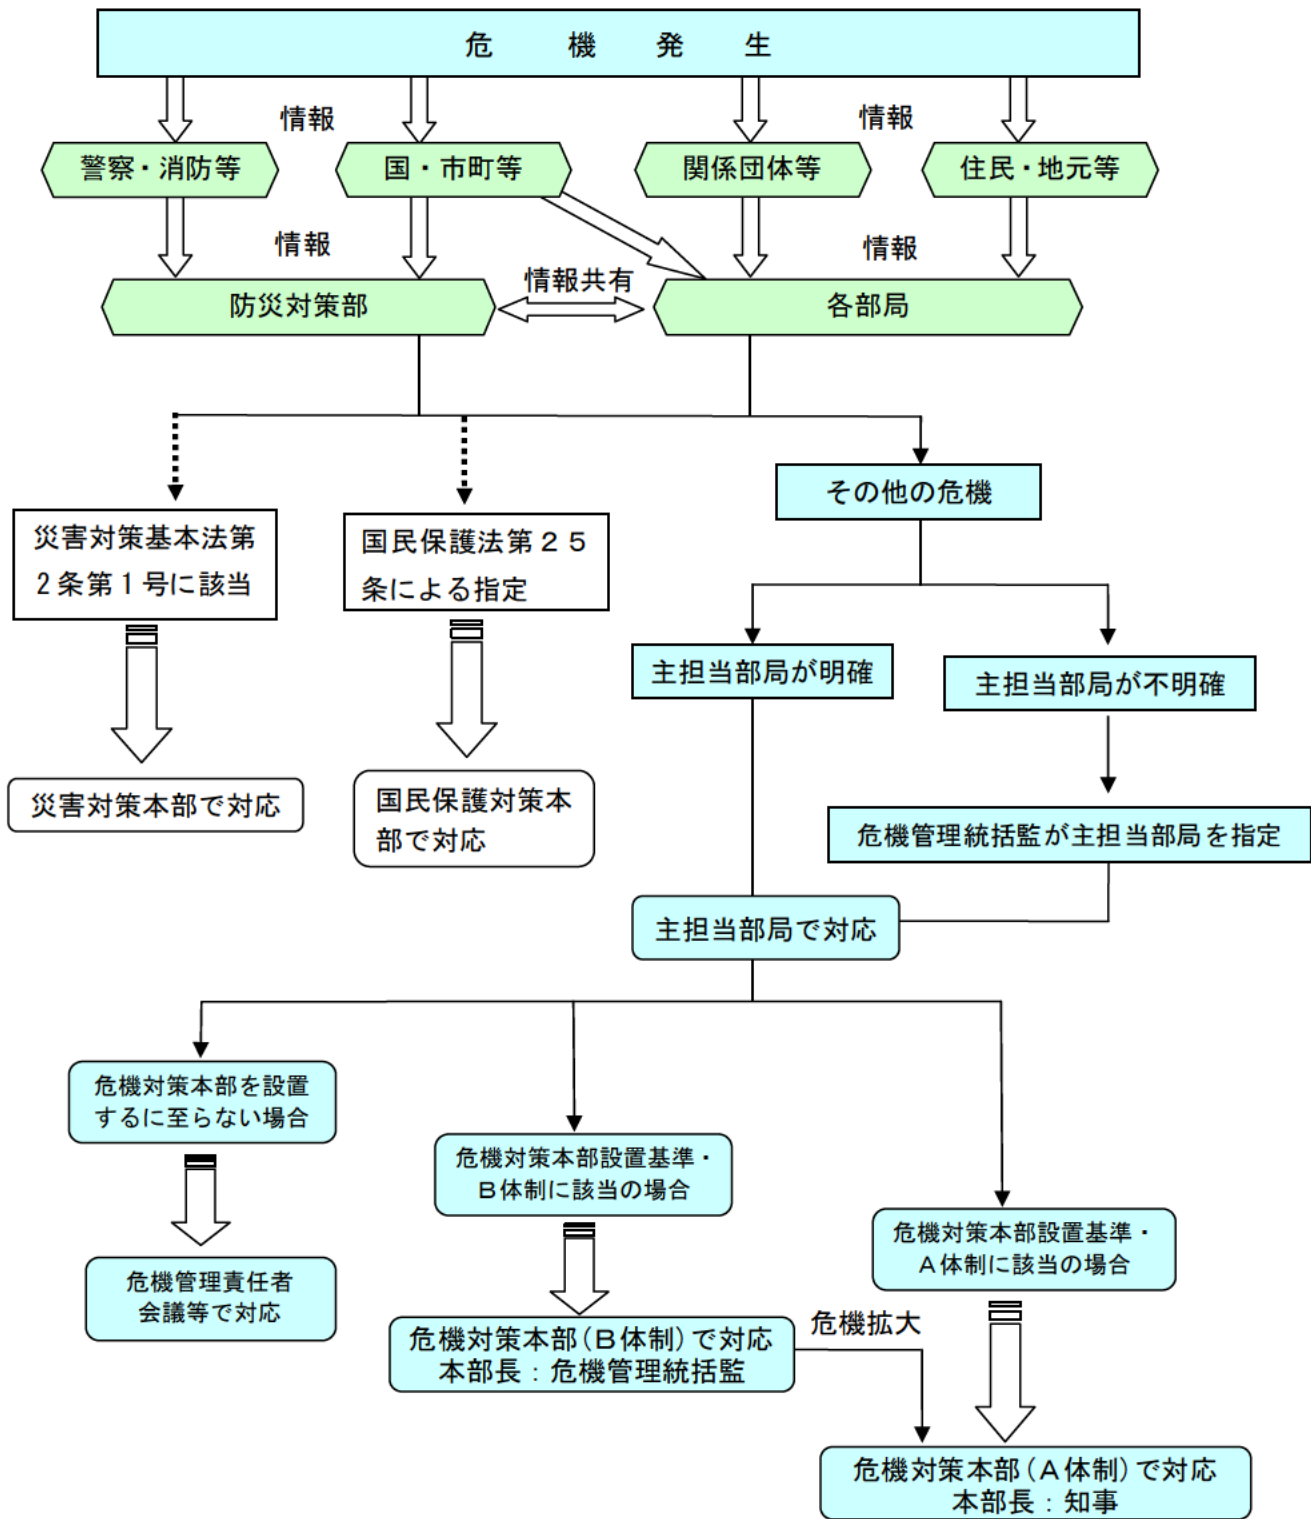 危機発生
情報
情報
警察・消防等
国・市町等
関係団体等
住民・地元等
情報
情報
情報共有
防災対策部
各部局
その他の危機
災害対策基本法第
2条第1号に該当
国民保護法第２５
条による指定
主担当部局が明確
主担当部局が不明確
災害対策本部で対応
国民保護対策本
部で対応
危機管理統括監が主担当部局を指定
主担当部局で対応
危機対策本部を設置
するに至らない場合
危機対策本部設置基準・
Ｂ体制に該当の場合
危機対策本部設置基準・
Ａ体制に該当の場合
危機管理責任者
会議等で対応
危機対策本部(Ｂ体制)で対応
本部長：危機管理統括監
危機拡大
危機対策本部(Ａ体制)で対応
本部長：知事